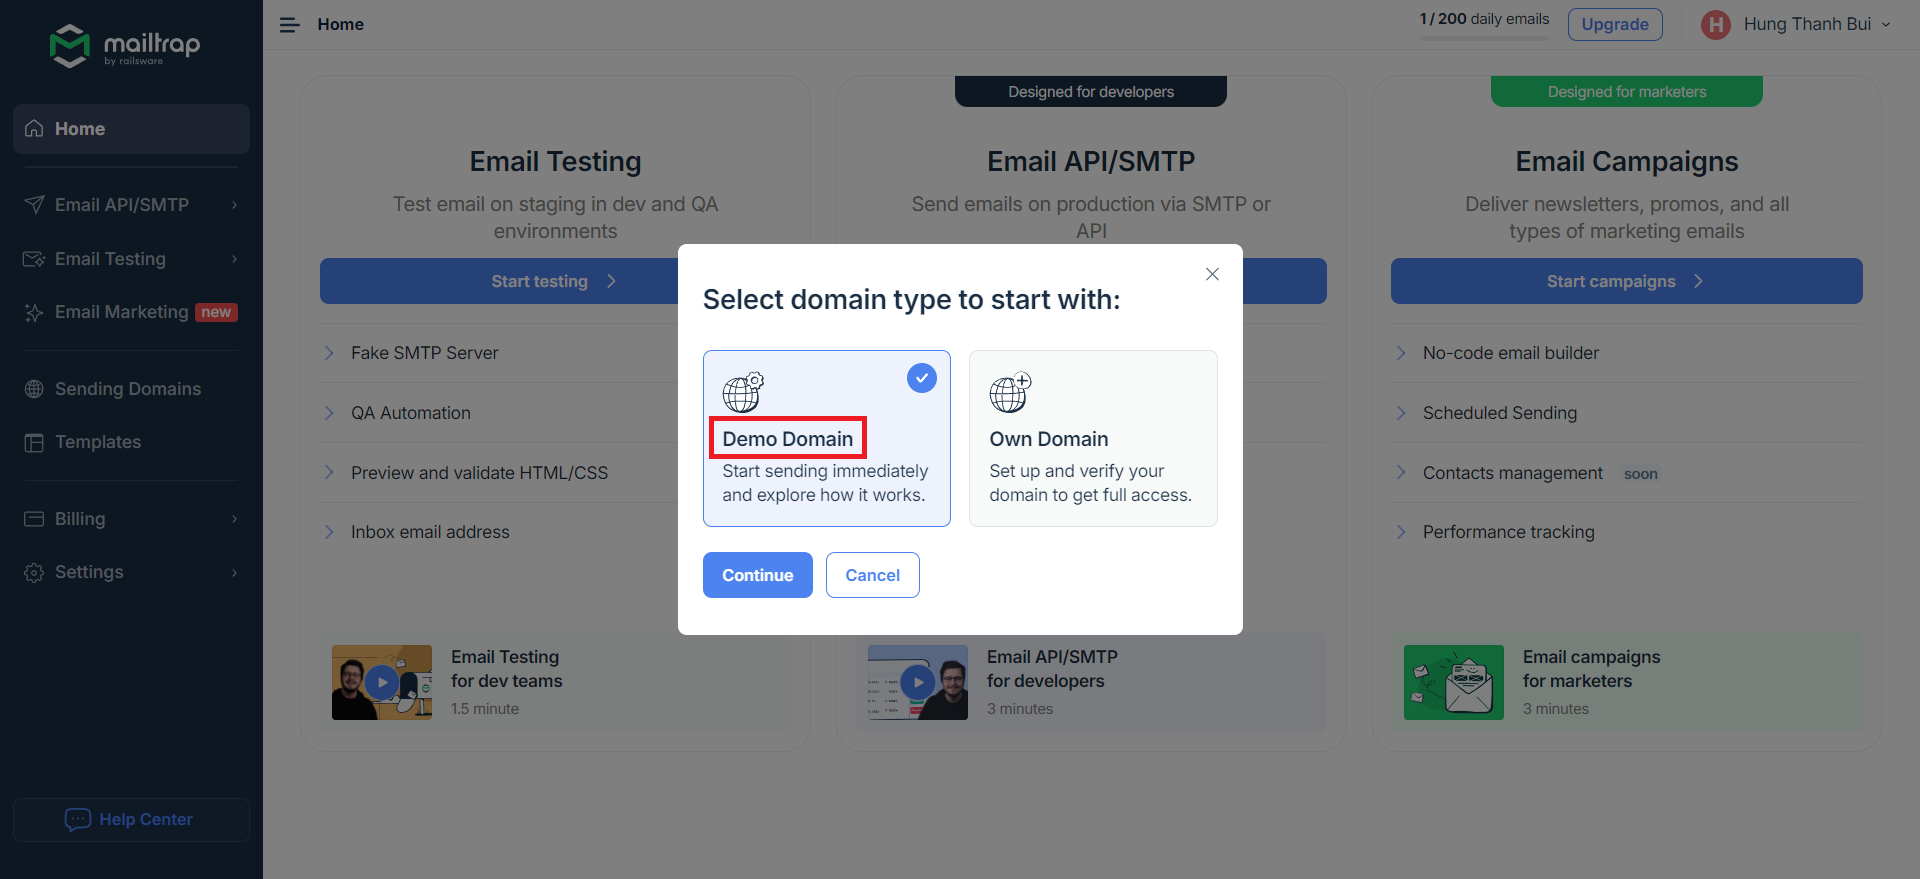 mailtrap
by railsware
Home
Email API/SMTP
Email Testing
Email Marketing new
Sending Domains
Templates
Billing
Settings
Help Center
Home
1 / 200 daily emails
Upgrade
H
Hung Thanh Bui
Email Testing
Test email on staging in dev and QA
environments
Start testing
Fake SMTP Server
QA Automation
Preview and validate HTML/CSS
Inbox email address
Email Testing
for dev teams
1.5 minute
Designed for developers
Email API/SMTP
Send emails on production via SMTP or
API
Email API/SMTP
for developers
3 minutes
Designed for marketers
Email Campaigns
Deliver newsletters, promos, and all
types of marketing emails
Start campaigns
No-code email builder
Scheduled Sending
Contacts management soon
Performance tracking
Email campaigns
for marketers
3 minutes
Select domain type to start with:
Demo Domain
Start sending immediately
and explore how it works.
Own Domain
Set up and verify your
domain to get full access.
Continue
Cancel